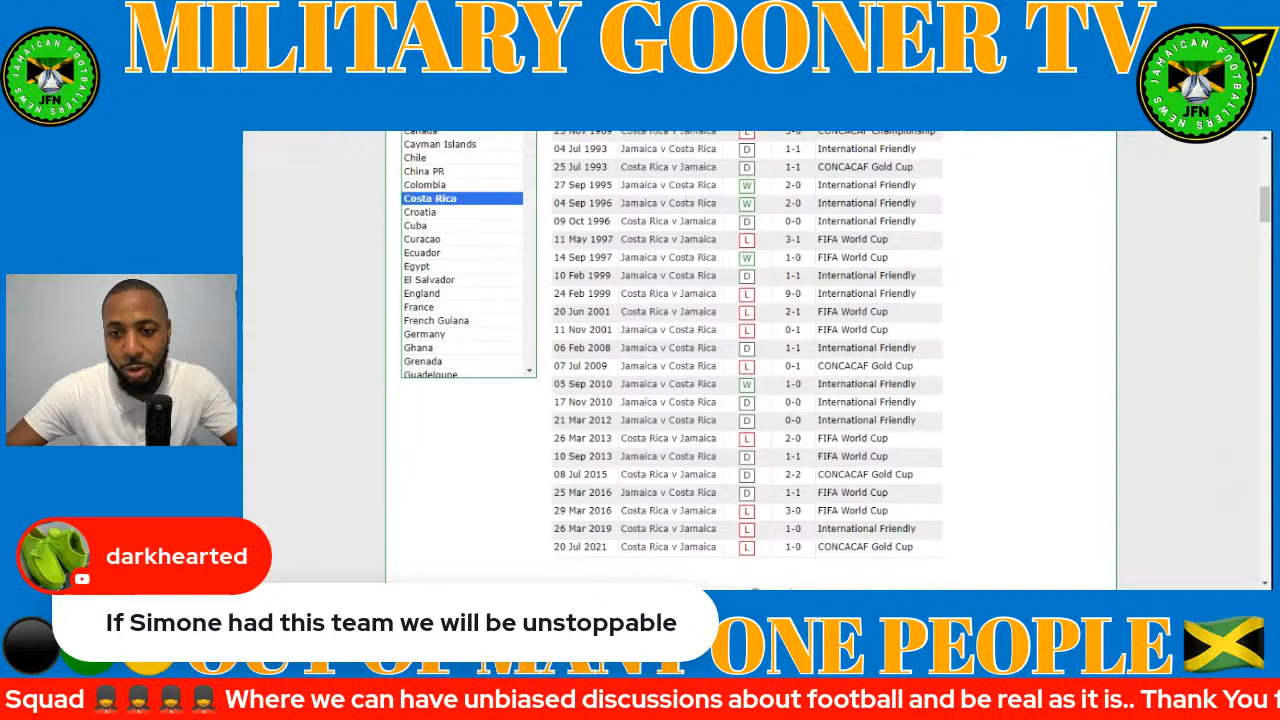 MILITARY GOONER TV
JAMAICAN FOOTBALLERS NEWS JFN
JAMAICAN FOOTBALLERS NEWS JFN
Canada
Cayman Islands
Chile
China PR
Colombia
Costa Rica
Croatia
Cuba
Curacao
Ecuador
Egypt
El Salvador
England
France
French Guiana
Germany
Ghana
Grenada
Guadeloupe
L CONCACAF Championship
04 Jul 1993 Jamaica v Costa Rica D 1-1 International Friendly
25 Jul 1993 Costa Rica v Jamaica D 1-1 CONCACAF Gold Cup
27 Sep 1995 Jamaica v Costa Rica W 2-0 International Friendly
04 Sep 1996 Jamaica v Costa Rica W 2-0 International Friendly
09 Oct 1996 Jamaica v Costa Rica D 0-0 International Friendly
11 May 1997 Costa Rica v Jamaica L 3-1 FIFA World Cup
14 Sep 1997 Jamaica v Costa Rica W 1-0 FIFA World Cup
10 Feb 1999 Jamaica v Costa Rica D 1-1 International Friendly
24 Feb 1999 Costa Rica v Jamaica L 9-0 International Friendly
20 Jun 2001 Costa Rica v Jamaica L 2-1 FIFA World Cup
11 Nov 2001 Jamaica v Costa Rica L 0-1 FIFA World Cup
06 Feb 2008 Jamaica v Costa Rica D 1-1 International Friendly
07 Jul 2009 Jamaica v Costa Rica L 0-1 CONCACAF Gold Cup
05 Sep 2010 Jamaica v Costa Rica W 1-0 International Friendly
17 Nov 2010 Jamaica v Costa Rica D 0-0 International Friendly
21 Mar 2012 Jamaica v Costa Rica D 0-0 International Friendly
26 Mar 2013 Costa Rica v Jamaica L 2-0 FIFA World Cup
10 Sep 2013 Jamaica v Costa Rica D 1-1 FIFA World Cup
08 Jul 2015 Costa Rica v Jamaica D 2-2 CONCACAF Gold Cup
25 Mar 2016 Jamaica v Costa Rica D 1-1 FIFA World Cup
29 Mar 2016 Costa Rica v Jamaica L 3-0 FIFA World Cup
26 Mar 2019 Costa Rica v Jamaica L 1-0 International Friendly
20 Jul 2021 Costa Rica v Jamaica L 1-0 CONCACAF Gold Cup
darkhearted
If Simone had this team we will be unstoppable
OUT OF MANY ONE PEOPLE
Squad Where we can have unbiased discussions about football and be real as it is.. Thank You